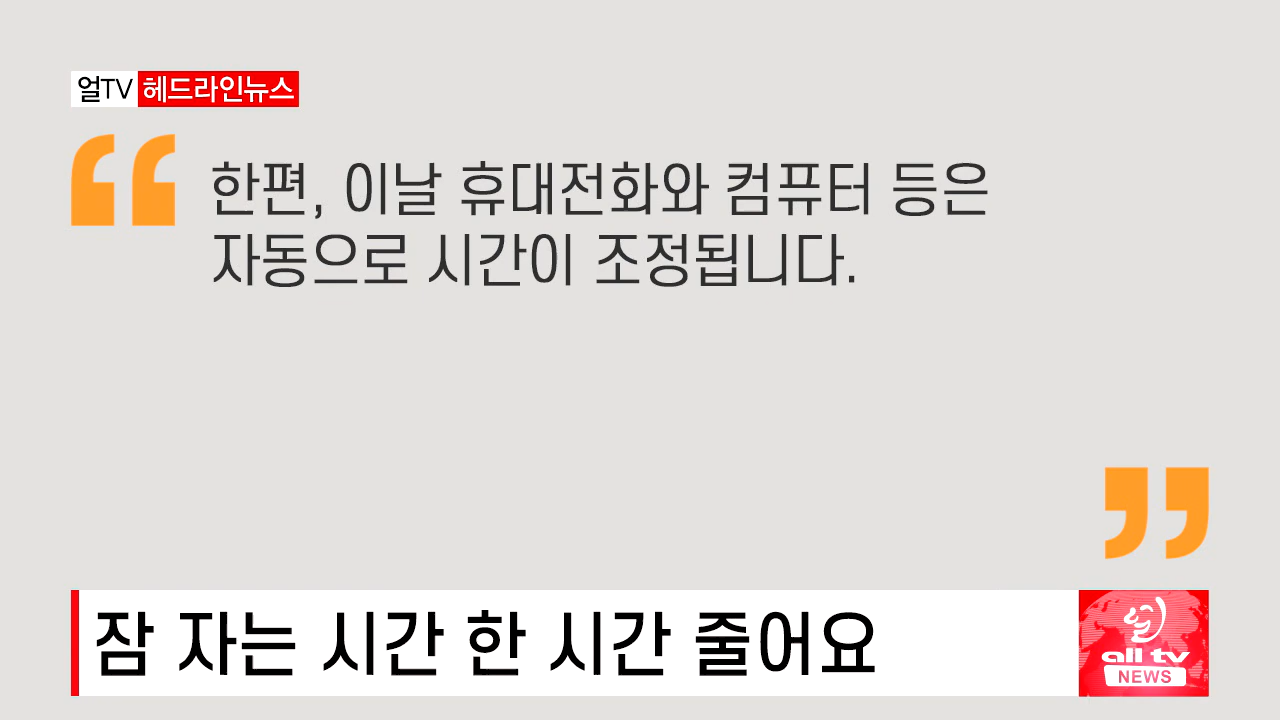 얼TV 헤드라인뉴스
한편, 이날 휴대전화와 컴퓨터 등은
자동으로 시간이 조정됩니다.
잠 자는 시간 한 시간 줄어요
얼
all tv
NEWS